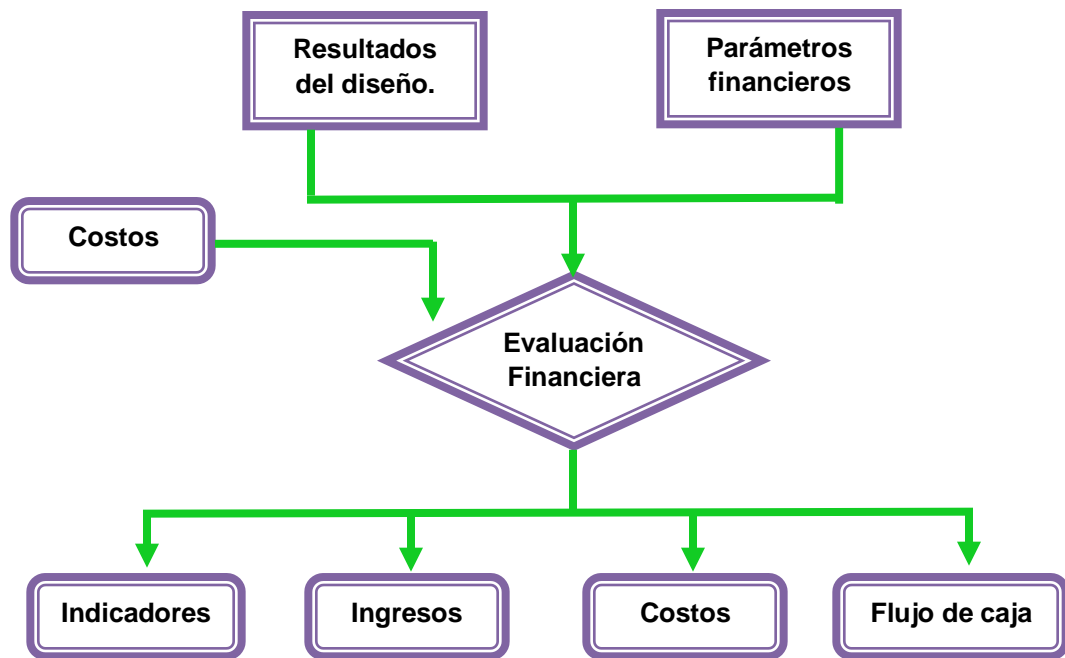 Resultados
del diseño.
Parámetros
financieros
Costos
Evaluación
Financiera
Indicadores
Ingresos
Costos
Flujo de caja